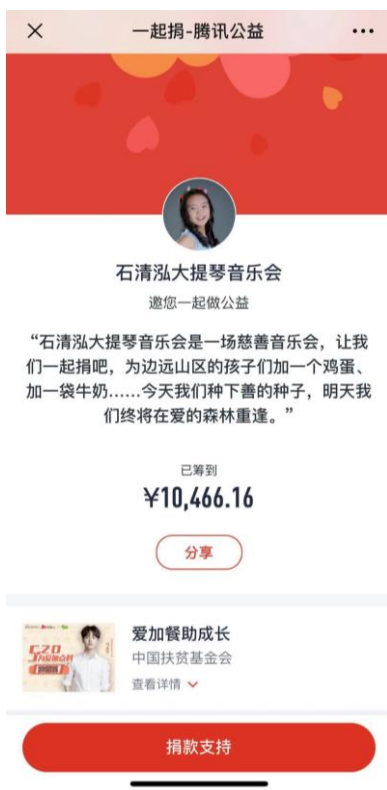 一起捐-腾讯公益
石清泓大提琴音乐会
邀您一起做公益
“石清泓大提琴音乐会是一场慈善音乐会，让我
们一起捐吧，为边远山区的孩子们加一个鸡蛋、
加一袋牛奶……今天我们种下善的种子，明天我
们终将在爱的森林重逢。”
已筹到
¥10,466.16
分享
520
爱加餐助成长
中国扶贫基金会
查看详情
捐款支持